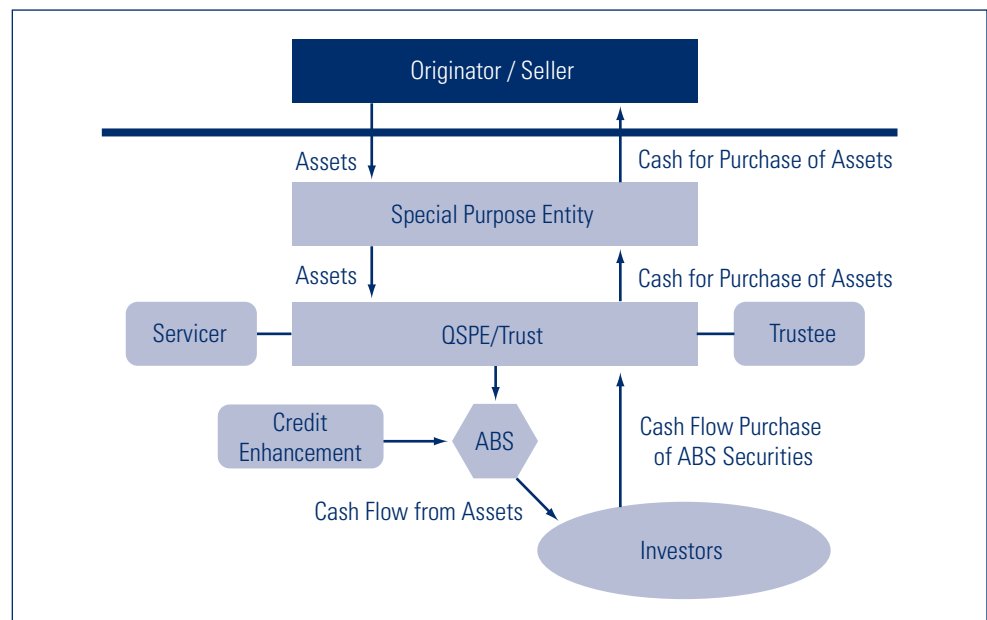 Originator / Seller
Assets
Cash for Purchase of Assets
Special Purpose Entity
Assets
Cash for Purchase of Assets
Servicer
QSPE/Trust
Trustee
Credit
Enhancement
ABS
Cash Flow Purchase
of ABS Securities
Cash Flow from Assets
Investors